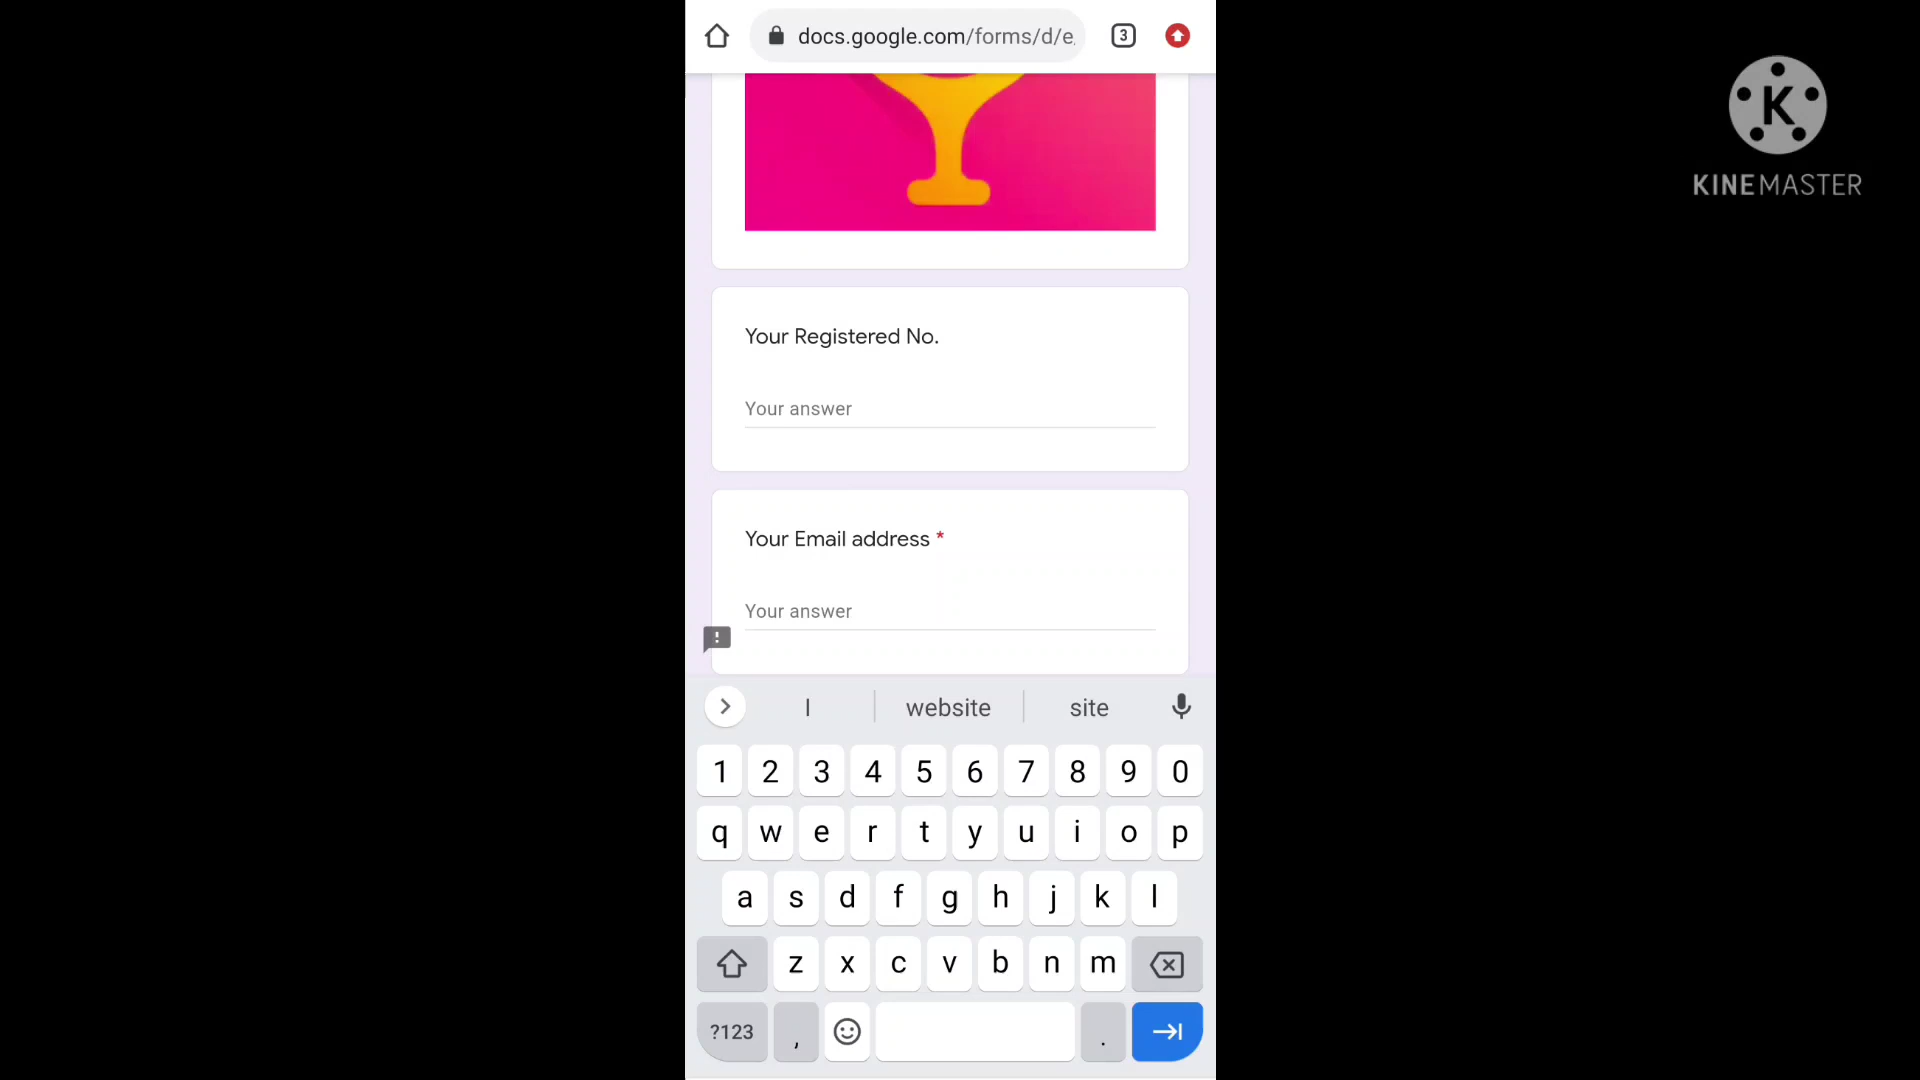 docs.google.com/forms/d/e
3
K
KINEMASTER
Your Registered No.
Your answer
Your Email address *
Your answer
!
I website site
1 2 3 4 5 6 7 8 9 0
q w e r t y u i o p
a s d f g h j k l
z x c v b n m
?123 , .